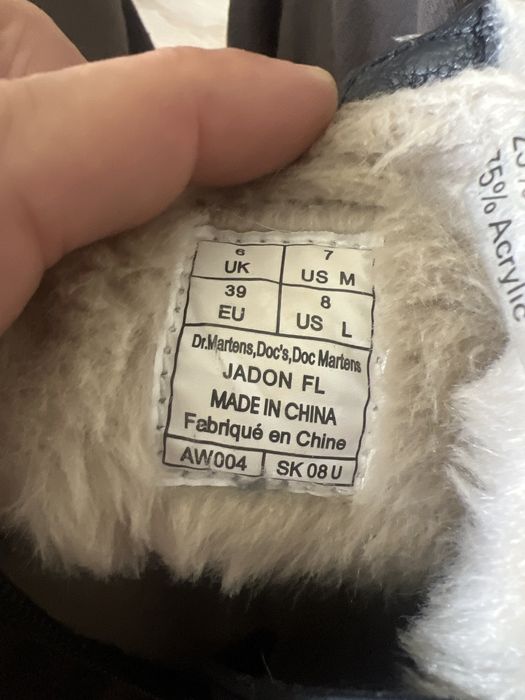 6
UK
7
US M
39
EU
8
US L
Dr.Martens,Doc's,Doc Martens
JADON FL
MADE IN CHINA
Fabriqué en Chine
AW004
SK 08 U
75% Acrylic